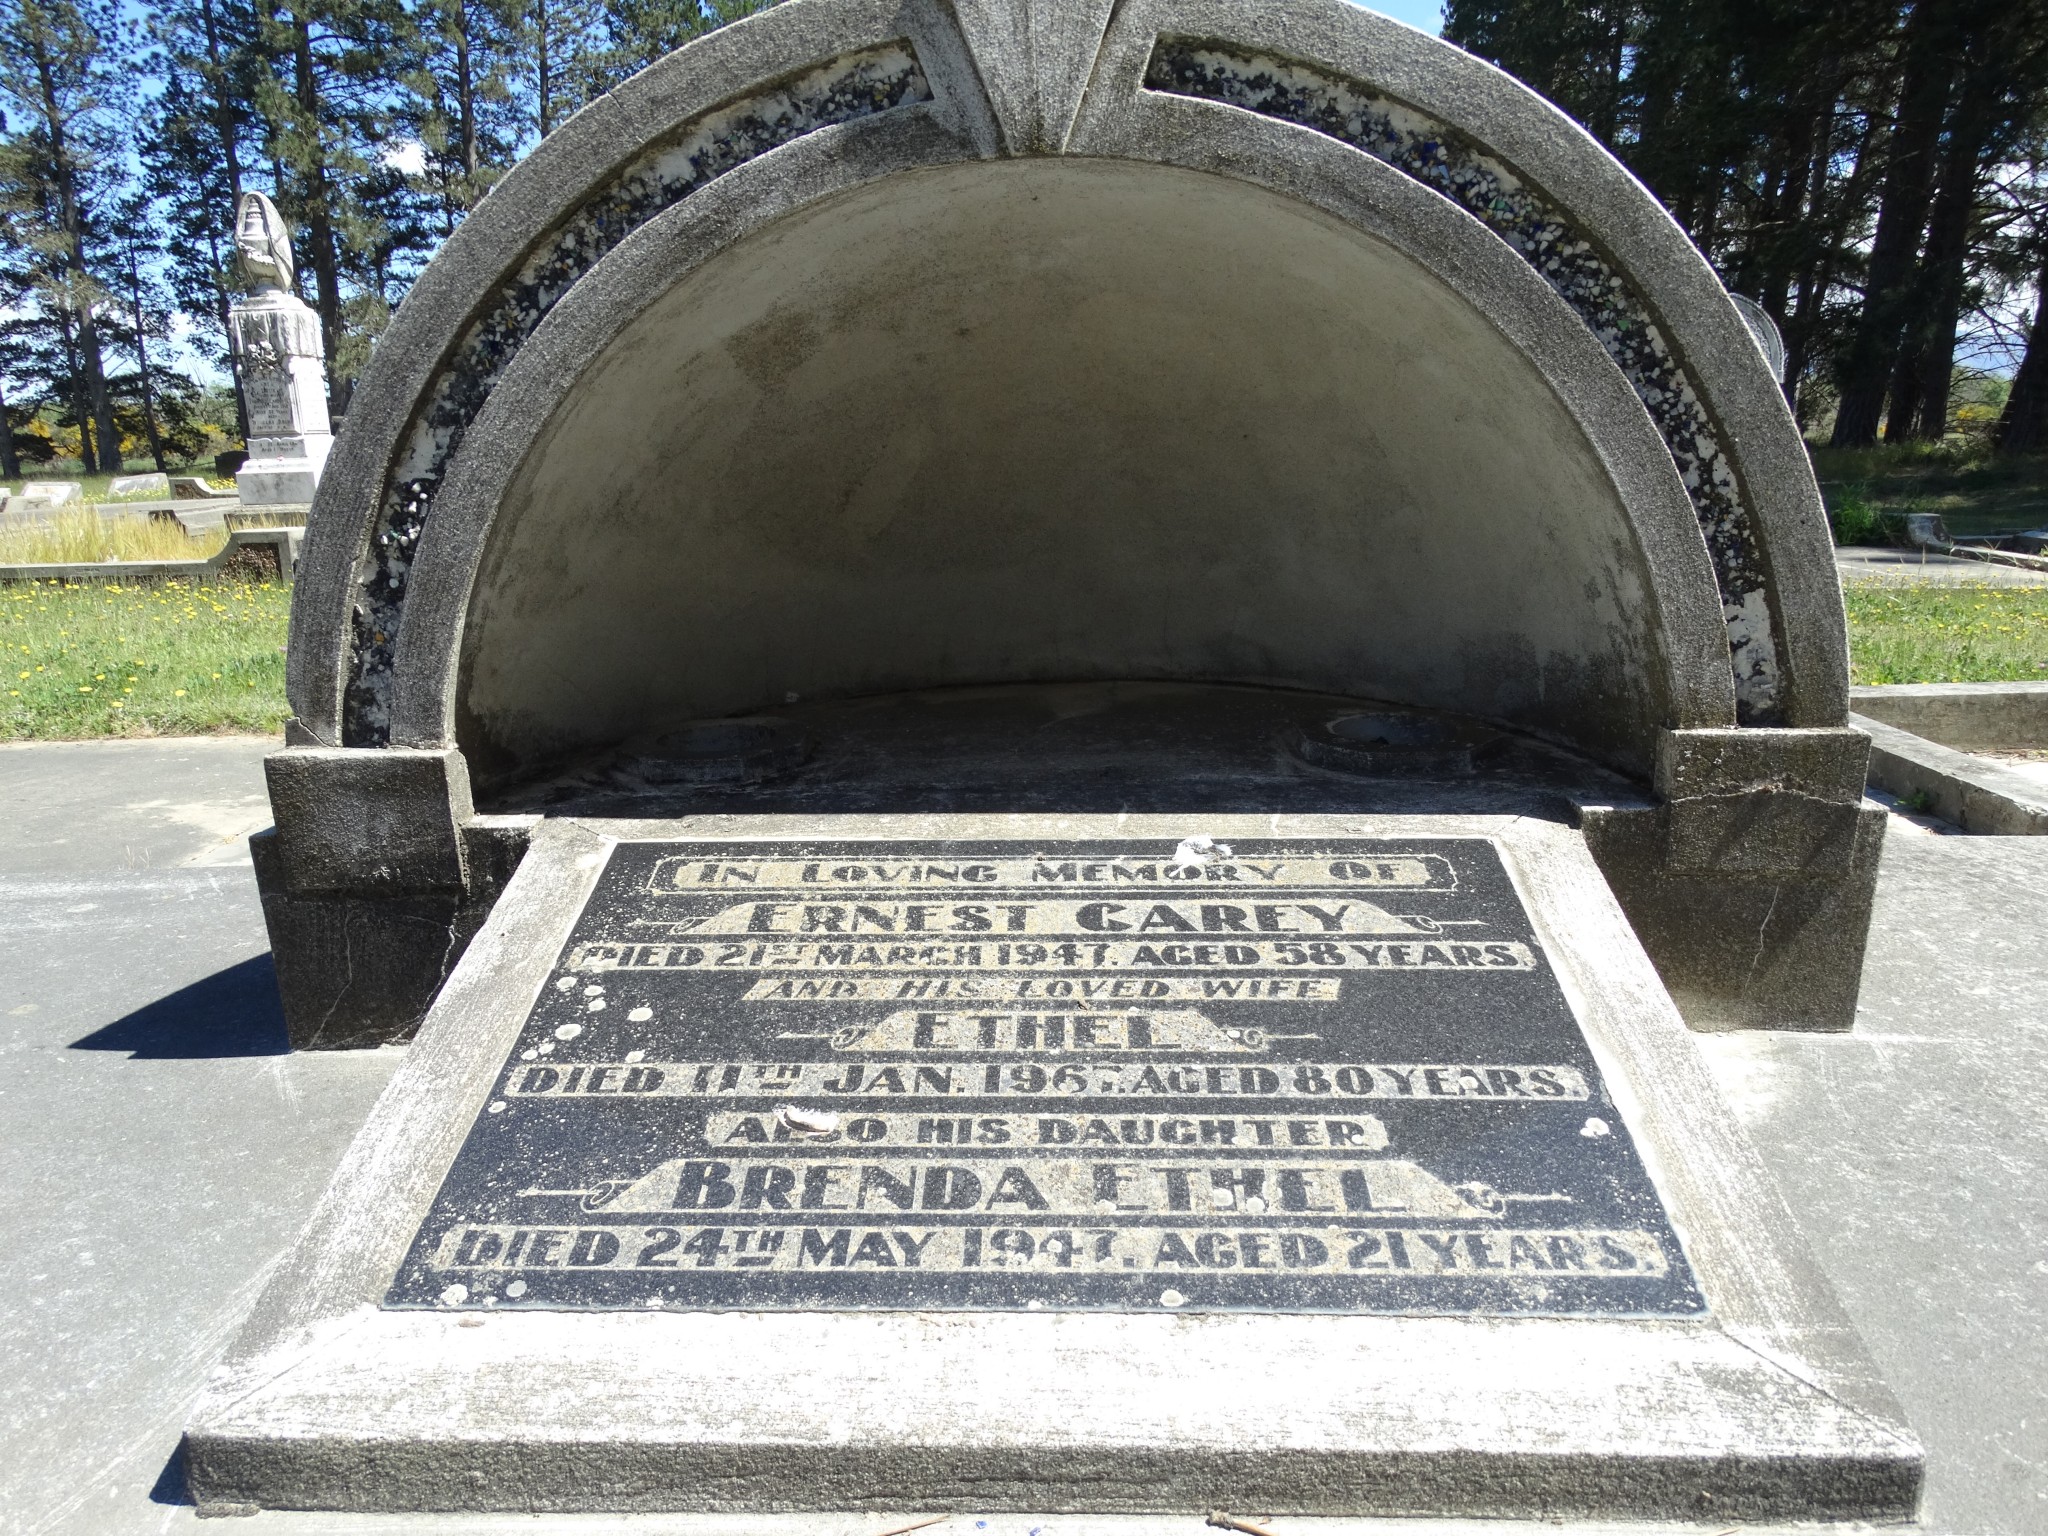 IN LOVING MEMORY OF
ERNEST CAREY
DIED 21ST MARCH 1947. AGED 58 YEARS.
AND HIS LOVED WIFE
ETHEL
DIED 11TH JAN. 1967. AGED 80 YEARS.
ALSO HIS DAUGHTER
BRENDA ETHEL
DIED 24TH MAY 1947. AGED 21 YEARS.